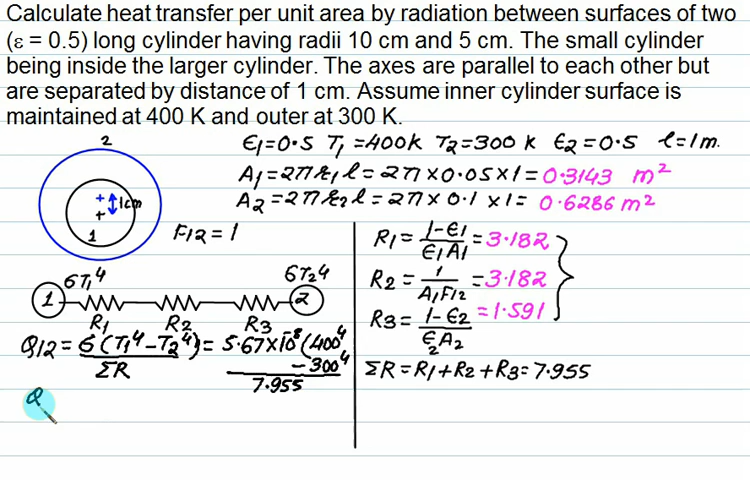 Calculate heat transfer per unit area by radiation between surfaces of two
(ε = 0.5) long cylinder having radii 10 cm and 5 cm. The small cylinder
being inside the larger cylinder. The axes are parallel to each other but
are separated by distance of 1 cm. Assume inner cylinder surface is
maintained at 400 K and outer at 300 K.
ϵ1=0.5 T1=400k T2=300 K ϵ2=0.5 l=1m.
A1=2πr1l=2π×0.05×1=0.3143 m²
A2=2πr2l=2π×0.1×1=0.6286m²
2
1cm
1
F12=1
R1=(1-ϵ1)/(ϵ1A1)=3.182
R2=1/(A1F12)=3.182
R3=(1-ϵ2)/(ϵ2A2)=1.591
1 σT1⁴ σT2⁴ 2
R1 R2 R3
Q12=σ(T1⁴-T2⁴)/ΣR=5.67×10⁻⁸(400⁴-300⁴)/7.955
ΣR=R1+R2+R3=7.955
Q